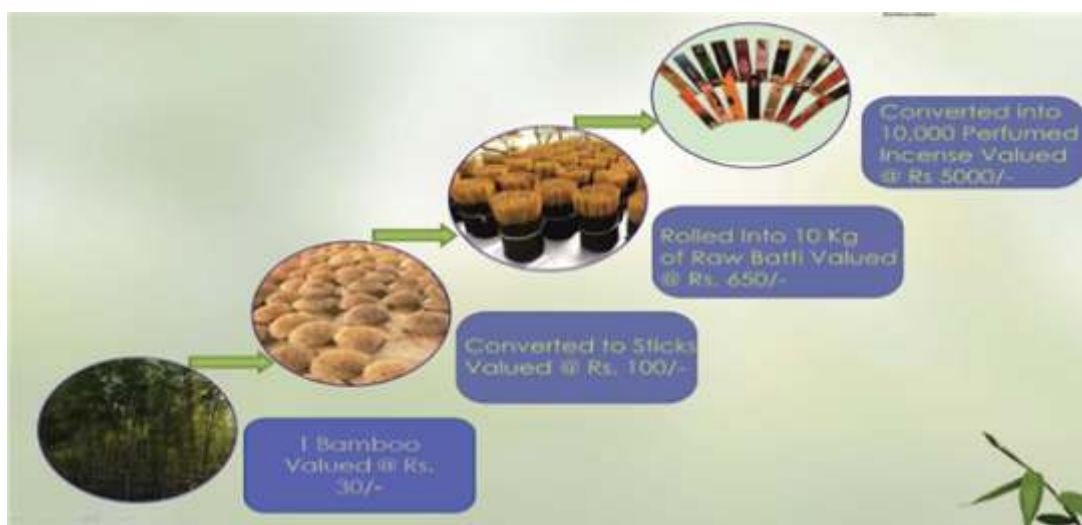 Converted into
10,000 Perfumed
Incense Valued
@ Rs 5000/-
Rolled Into 10 Kg
of Raw Batti Valued
@ Rs. 650/-
Converted to Sticks
Valued @ Rs. 100/-
1 Bamboo
Valued @ Rs.
30/-